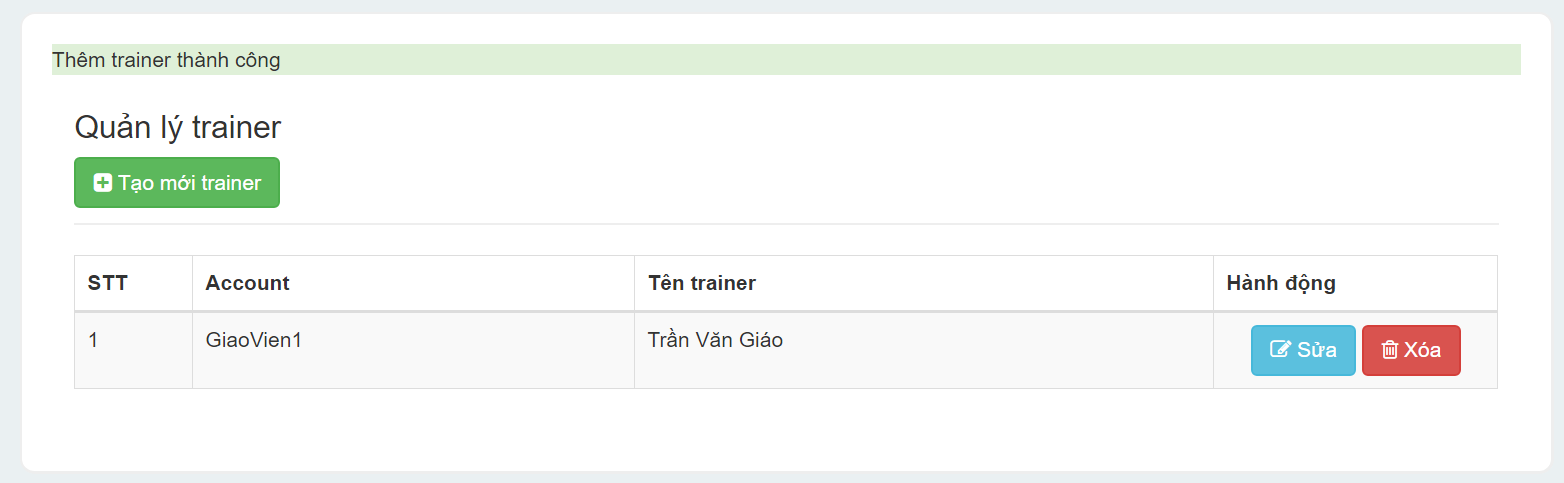 Thêm trainer thành công
Quản lý trainer
Tạo mới trainer
STT Account Tên trainer Hành động
1 GiaoVien1 Trần Văn Giáo Sửa Xóa